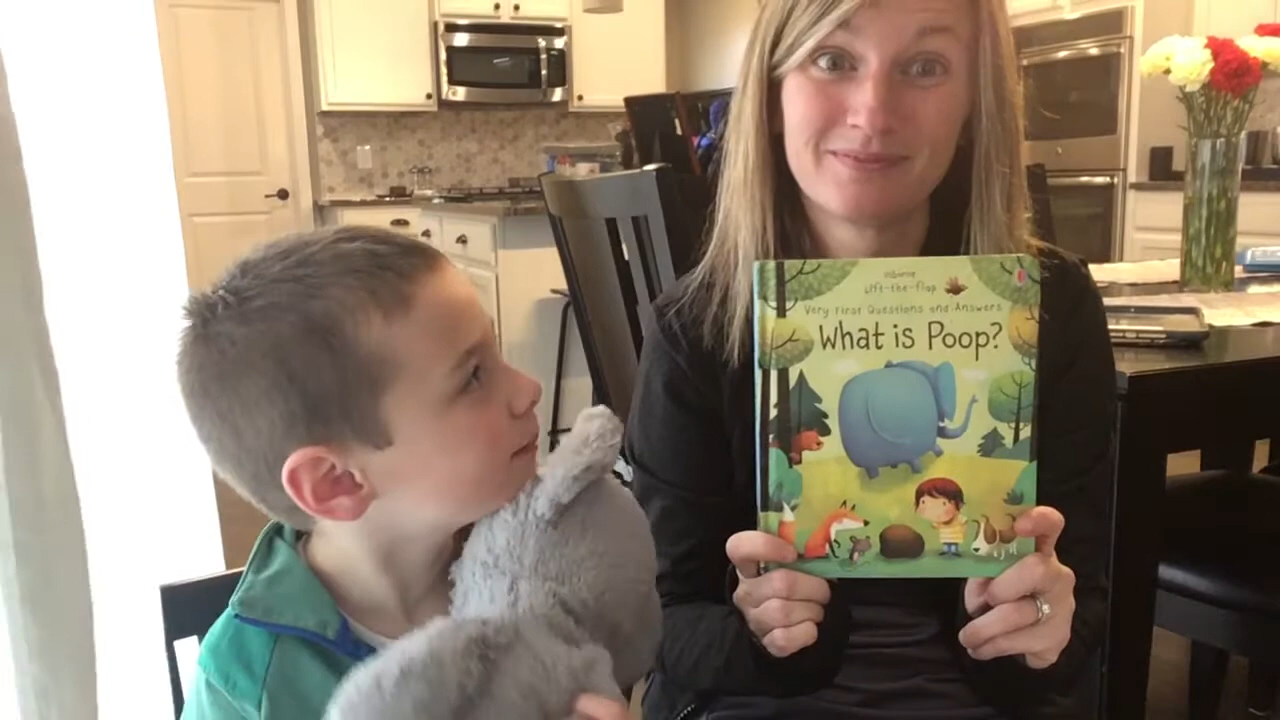 Usborne
Lift-the-flap
Very First Questions and Answers
What is Poop?